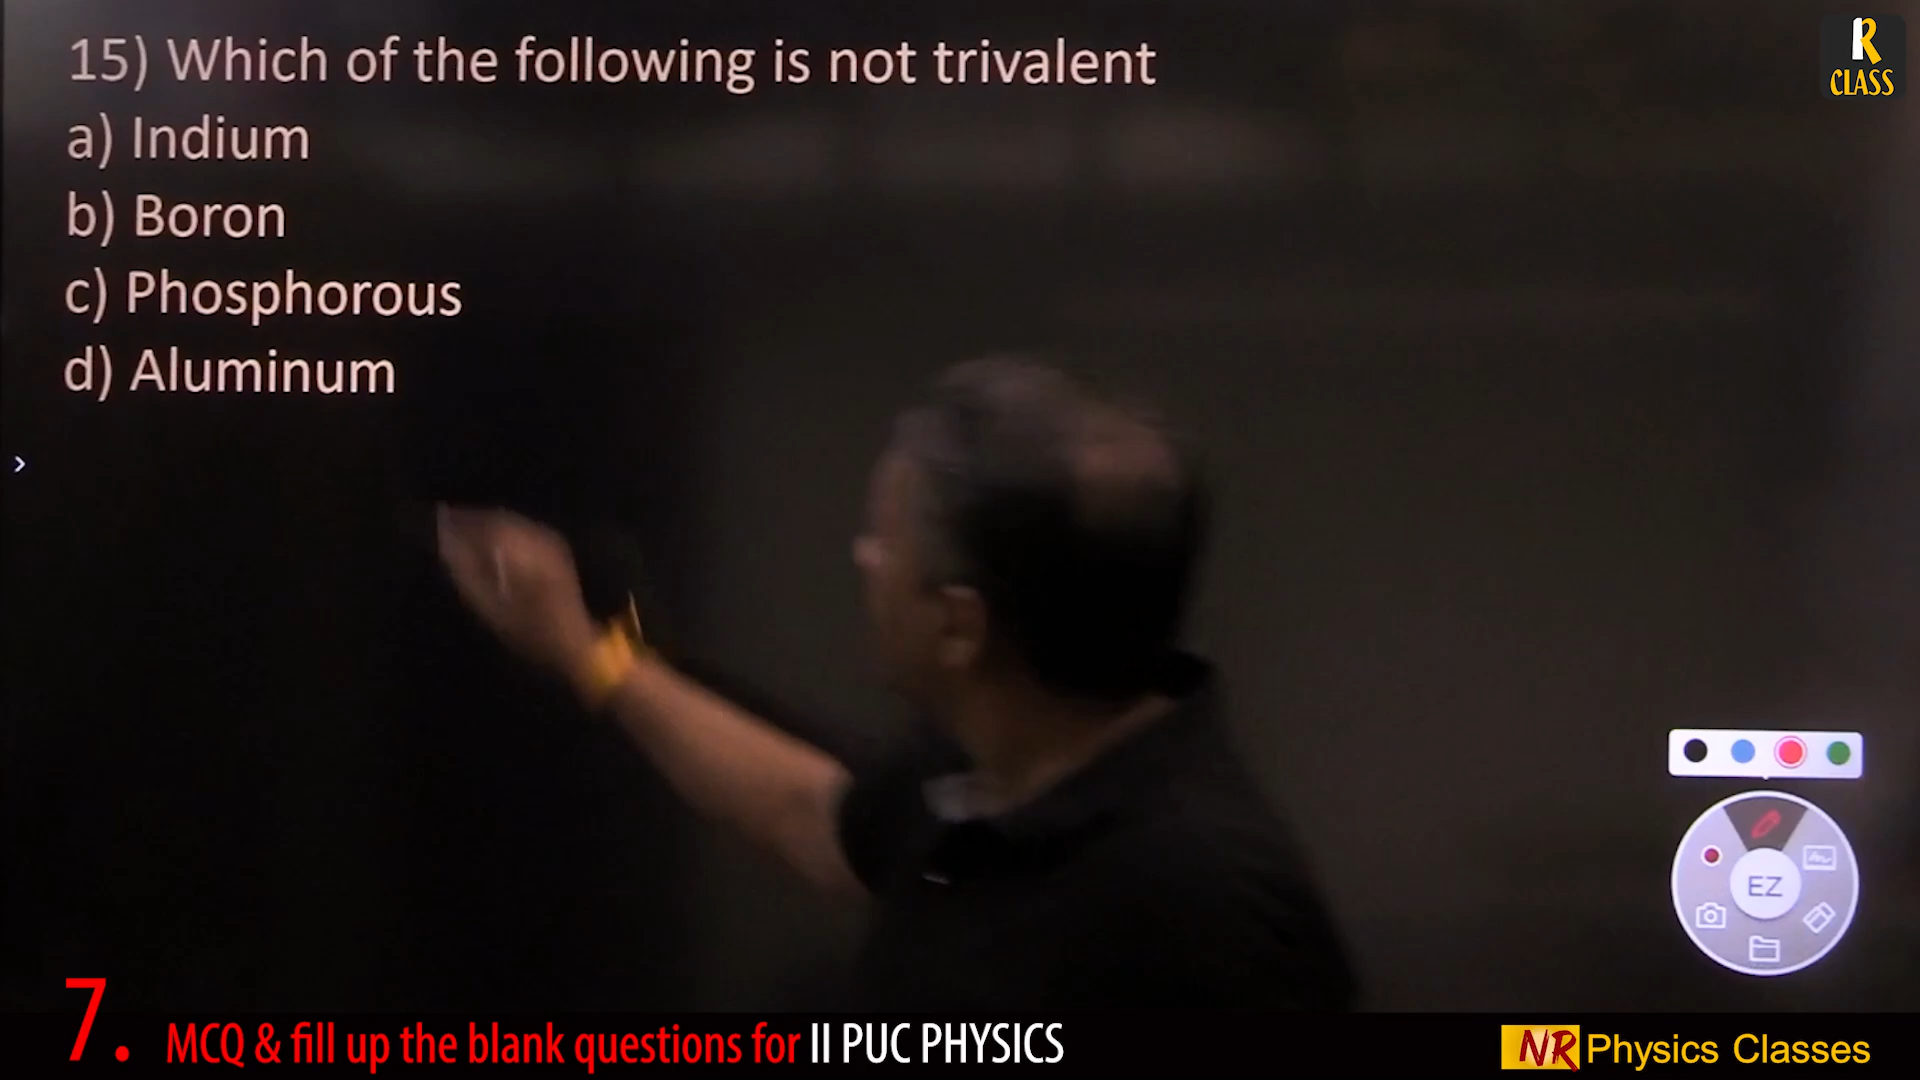 15) Which of the following is not trivalent
a) Indium
b) Boron
c) Phosphorous
d) Aluminum
R
CLASS
EZ
7. MCQ & fill up the blank questions for II PUC PHYSICS
NR Physics Classes